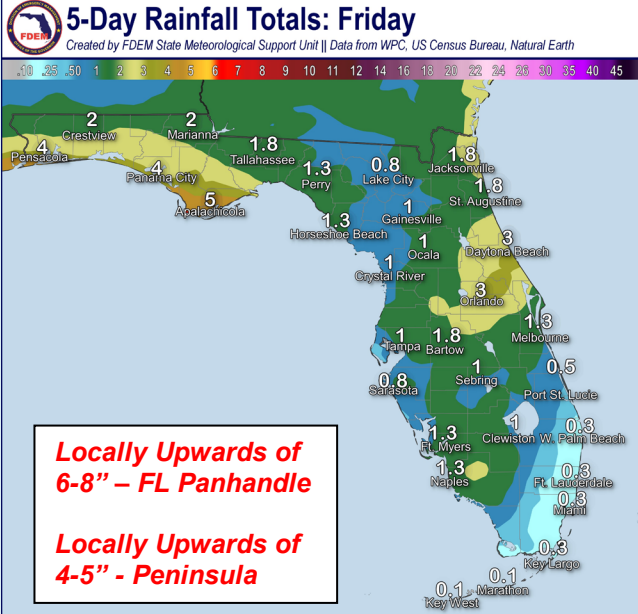 5-Day Rainfall Totals: Friday
Created by FDEM State Meteorological Support Unit || Data from WPC, US Census Bureau, Natural Earth
FDEM
.10 .25 .50 1 2 3 4 5 6 7 8 9 10 11 12 14 16 18 20 22 24 26 30 35 40 45
2
Crestview
2
Marianna
4
Pensacola
4
Panama City
5
Apalachicola
1.8
Tallahassee
1.3
Perry
0.8
Lake City
1.8
Jacksonville
1.8
St. Augustine
1
Gainesville
1.3
Horseshoe Beach
1
Ocala
3
Daytona Beach
1
Crystal River
3
Orlando
1.3
Melbourne
1
Tampa
1.8
Bartow
0.8
Sarasota
1
Sebring
0.5
Port St. Lucie
1
Clewiston
0.3
W. Palm Beach
1.3
Ft. Myers
1.3
Naples
0.3
Ft. Lauderdale
0.3
Miami
0.3
Key Largo
0.1
Marathon
0.1
Key West
Locally Upwards of
6-8” – FL Panhandle
Locally Upwards of
4-5” - Peninsula